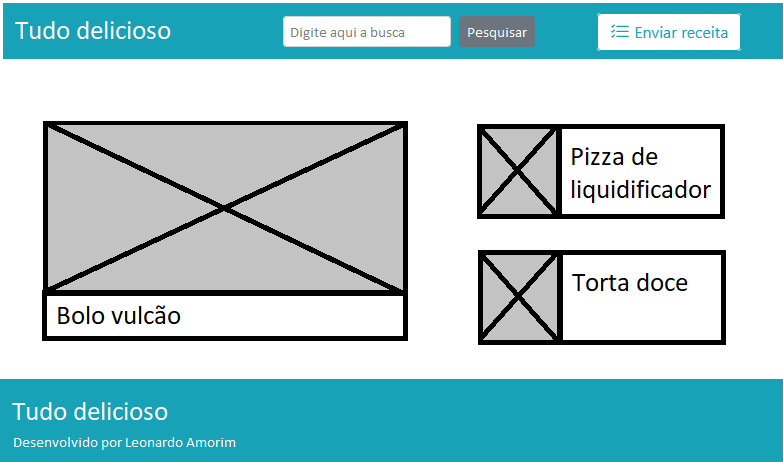 Tudo delicioso
Digite aqui a busca
Pesquisar
Enviar receita
Bolo vulcão
Pizza de
liquidificador
Torta doce
Tudo delicioso
Desenvolvido por Leonardo Amorim